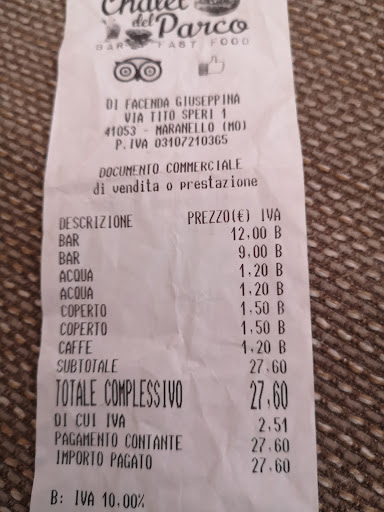 Chalet
del Parco
BAR FAST FOOD
DI FACENDA GIUSEPPINA
VIA TITO SPERI 1
41053 - MARANELLO (MO)
P.IVA 03107210365
DOCUMENTO COMMERCIALE
di vendita o prestazione
DESCRIZIONE PREZZO(€) IVA
BAR 12,00 B
BAR 9,00 B
ACQUA 1,20 B
ACQUA 1,20 B
COPERTO 1,50 B
COPERTO 1,50 B
CAFFE 1,20 B
SUBTOTALE 27,60
TOTALE COMPLESSIVO 27,60
DI CUI IVA 2,51
PAGAMENTO CONTANTE 27,60
IMPORTO PAGATO 27,60
B: IVA 10,00%